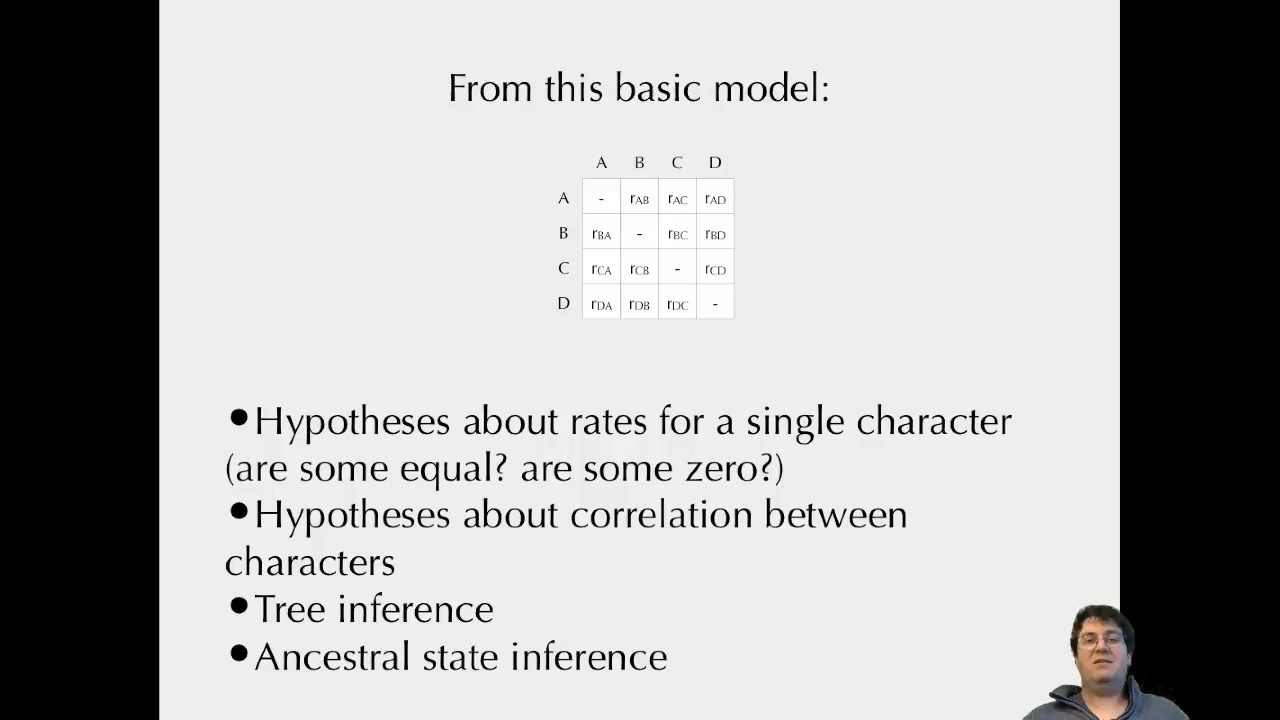 From this basic model:
A B C D
A - rAB rAC rAD
B rBA - rBC rBD
C rCA rCB - rCD
D rDA rDB rDC -
•Hypotheses about rates for a single character
(are some equal? are some zero?)
•Hypotheses about correlation between
characters
•Tree inference
•Ancestral state inference